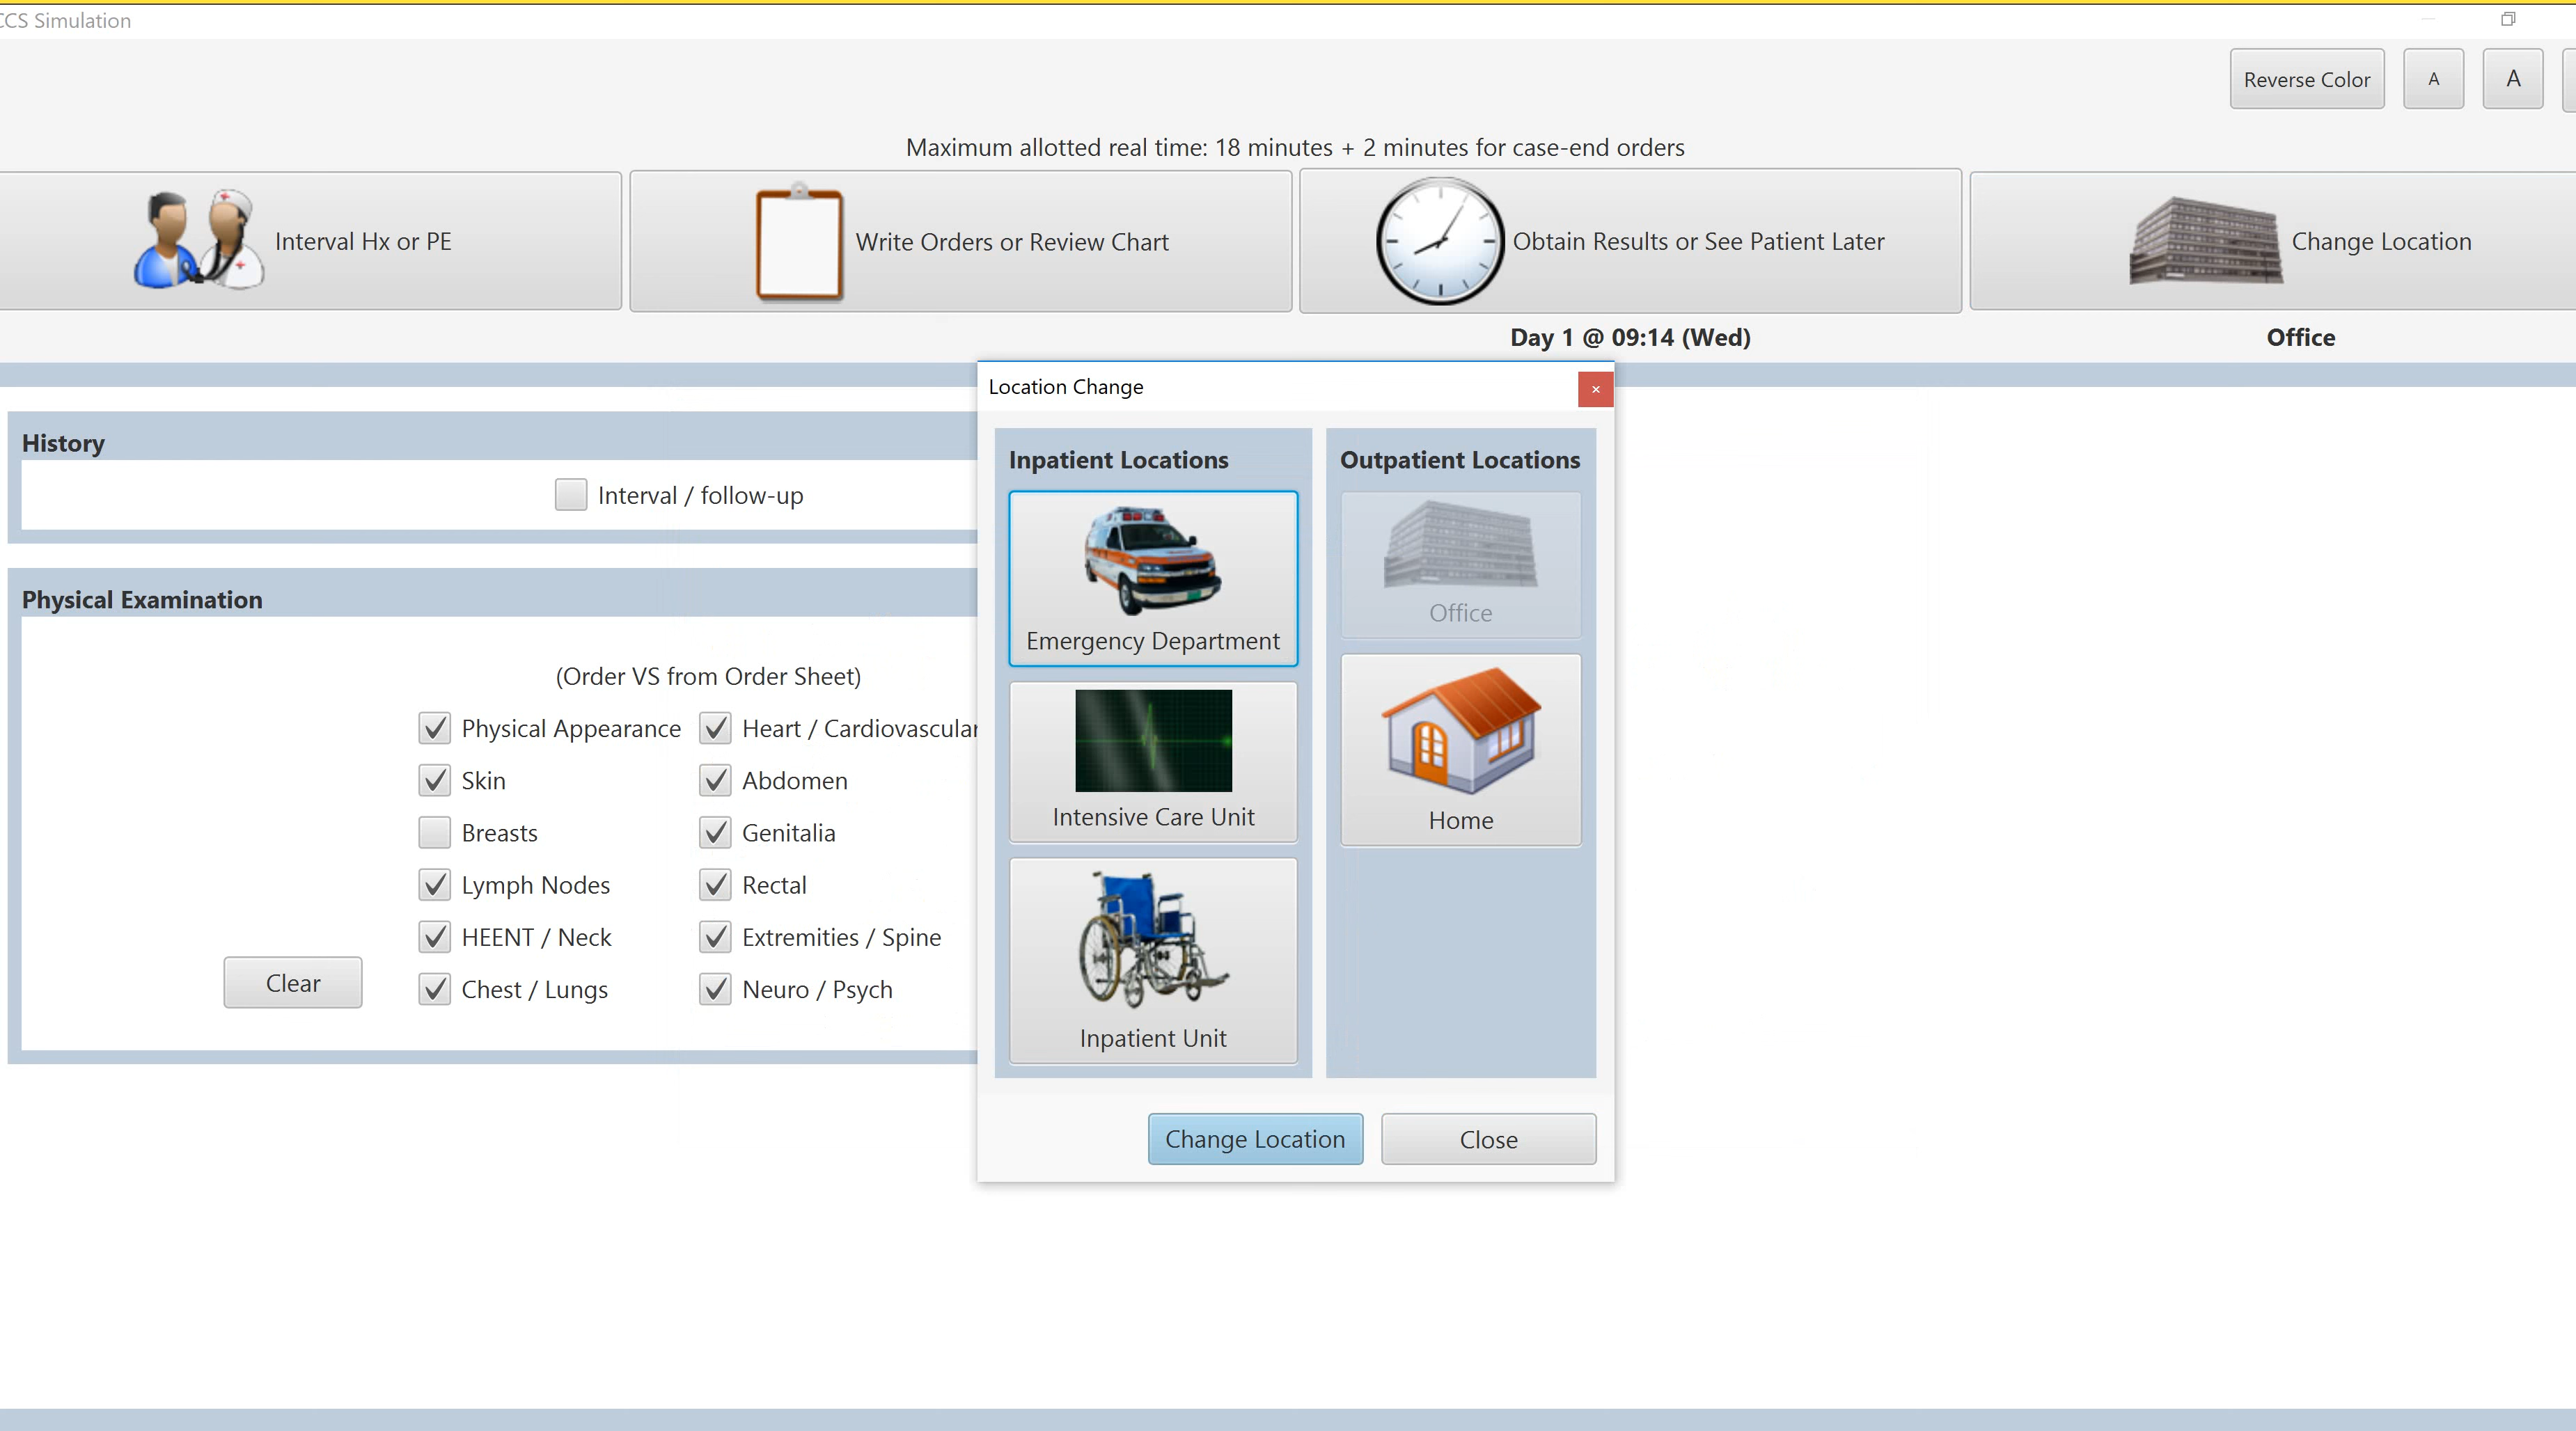 CCS Simulation
Reverse Color
A
A
Maximum allotted real time: 18 minutes + 2 minutes for case-end orders
Interval Hx or PE
Write Orders or Review Chart
Obtain Results or See Patient Later
Change Location
Day 1 @ 09:14 (Wed)
Office
History
Interval / follow-up
Physical Examination
(Order VS from Order Sheet)
Physical Appearance
Heart / Cardiovascular
Skin
Abdomen
Breasts
Genitalia
Lymph Nodes
Rectal
HEENT / Neck
Extremities / Spine
Chest / Lungs
Neuro / Psych
Clear
Location Change
Inpatient Locations
Emergency Department
Intensive Care Unit
Inpatient Unit
Outpatient Locations
Office
Home
Change Location
Close